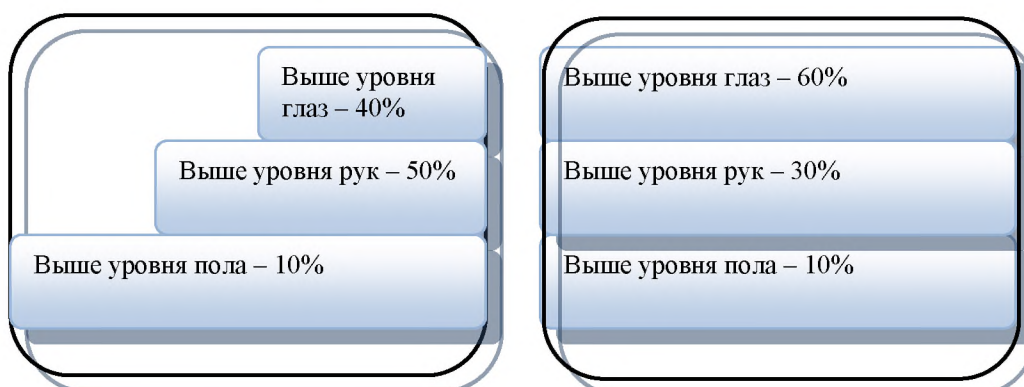 Выше уровня
глаз – 40%
Выше уровня рук – 50%
Выше уровня пола – 10%
Выше уровня глаз – 60%
Выше уровня рук – 30%
Выше уровня пола – 10%